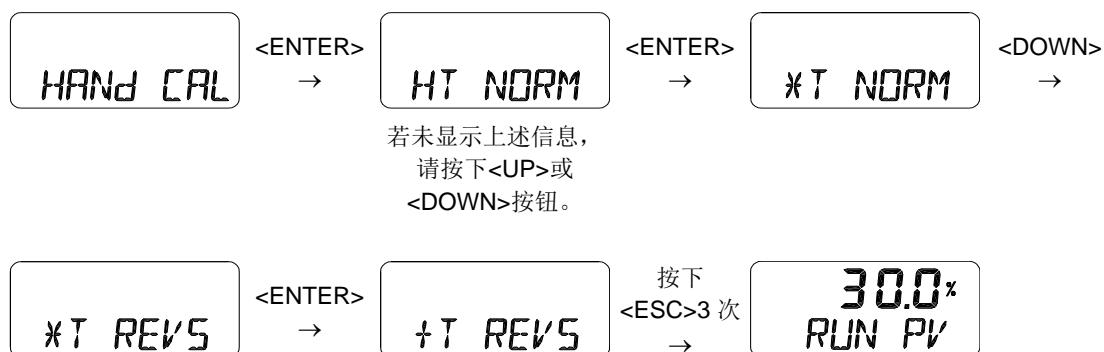 <ENTER>
<ENTER>
<DOWN>
HANd CAL
→
HT NORM
→
*T NORM
→
若未显示上述信息，
请按下<UP>或
<DOWN>按钮。
*T REVS
<ENTER>
→
+T REVS
按下
<ESC>3 次
→
30.0%
RUN PV